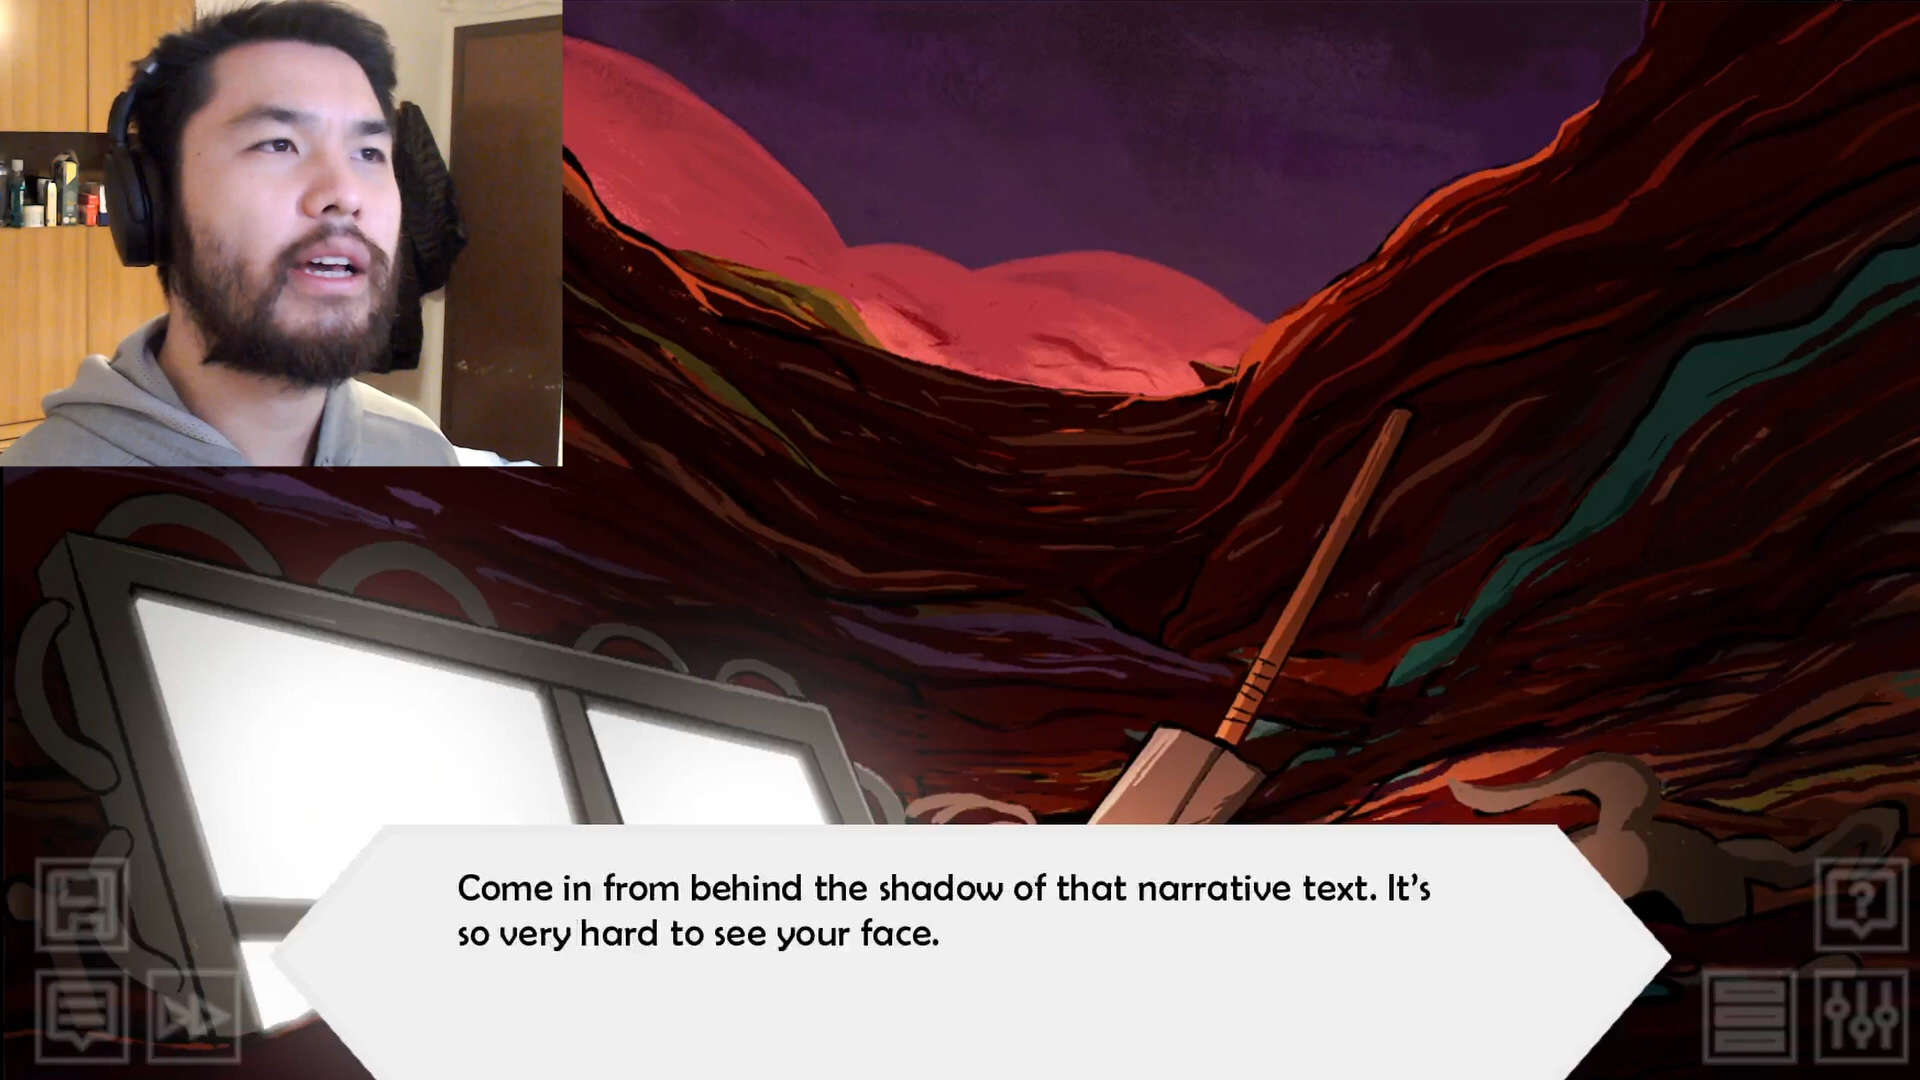 Come in from behind the shadow of that narrative text. It's
so very hard to see your face.